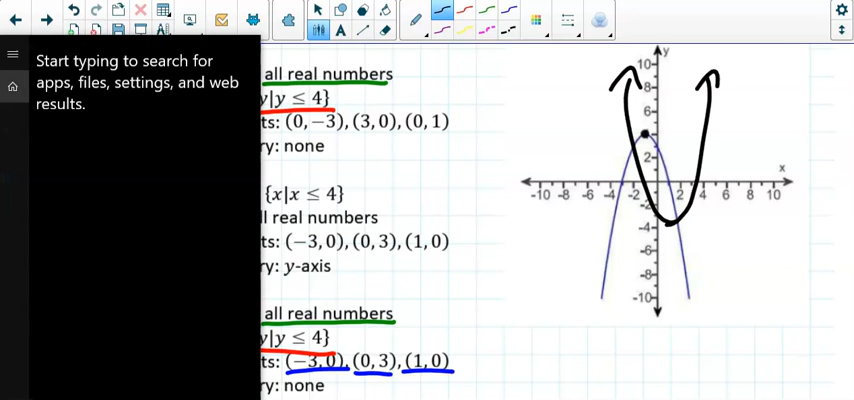 Start typing to search for
apps, files, settings, and web
results.
all real numbers
y|y ≤ 4}
ts: (0, −3), (3, 0), (0, 1)
ry: none
{x|x ≤ 4}
ll real numbers
ts: (−3, 0), (0, 3), (1, 0)
ry: y-axis
all real numbers
y|y ≤ 4}
ts: (−3, 0), (0, 3), (1, 0)
ry: none
y
10
8
6
2
x
-10 -8 -6 -4 -2 2 4 6 8 10
-2
-4
-6
-8
-10